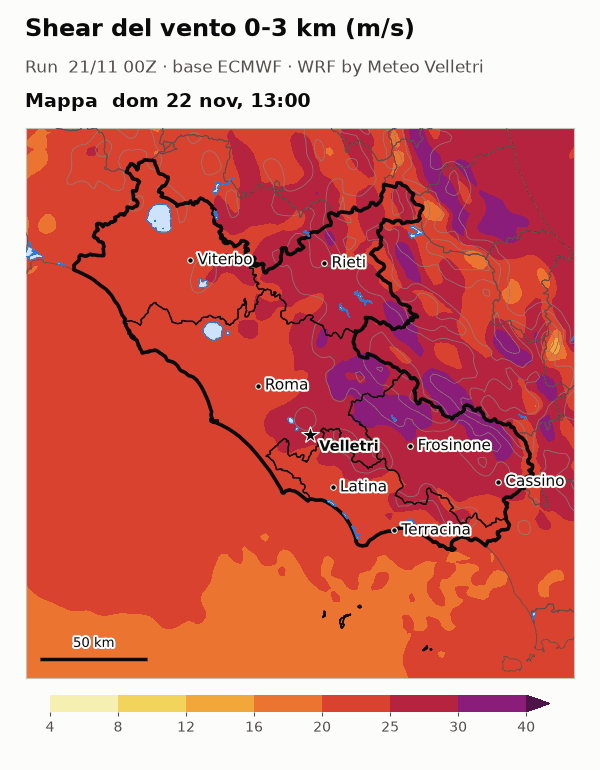 Shear del vento 0-3 km (m/s)
Run  21/11 00Z · base ECMWF · WRF by Meteo Velletri
Mappa  dom 22 nov, 13:00
Viterbo
Rieti
Roma
Velletri
Frosinone
Latina
Cassino
Terracina
50 km
4 8 12 16 20 25 30 40